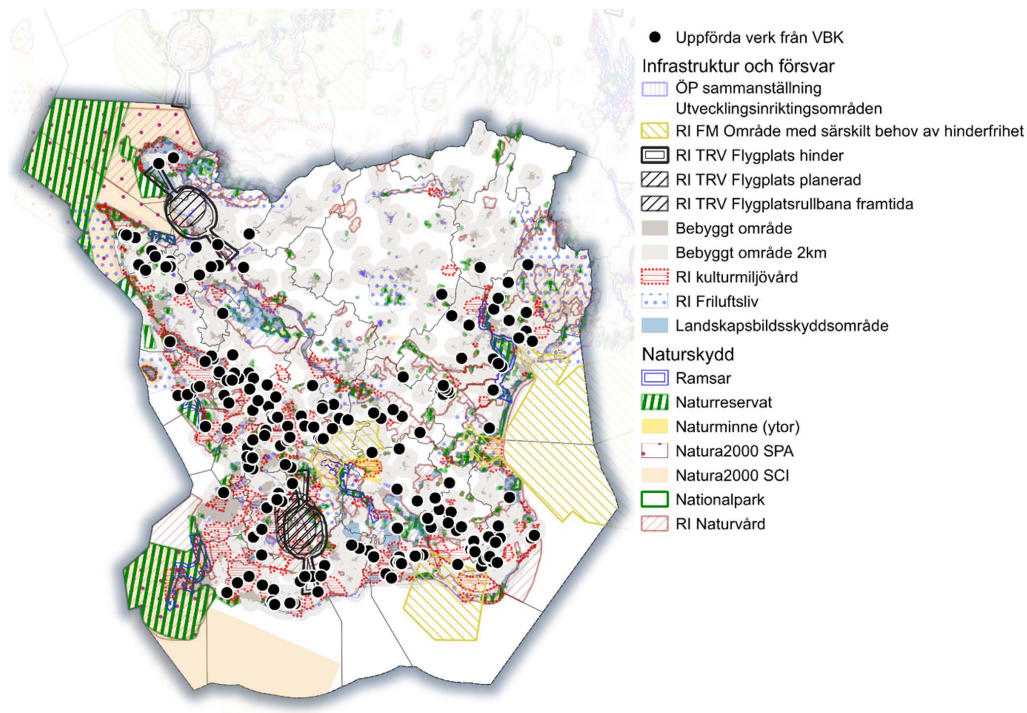 Uppförda verk från VBK
Infrastruktur och försvar
ÖP sammanställning
Utvecklingsinriktingsområden
RI FM Område med särskilt behov av hinderfrihet
RI TRV Flygplats hinder
RI TRV Flygplats planerad
RI TRV Flygplatsrullbana framtida
Bebyggt område
Bebyggt område 2km
RI kulturmiljövård
RI Friluftsliv
Landskapsbildsskyddsområde
Naturskydd
Ramsar
Naturreservat
Naturminne (ytor)
Natura2000 SPA
Natura2000 SCI
Nationalpark
RI Naturvård